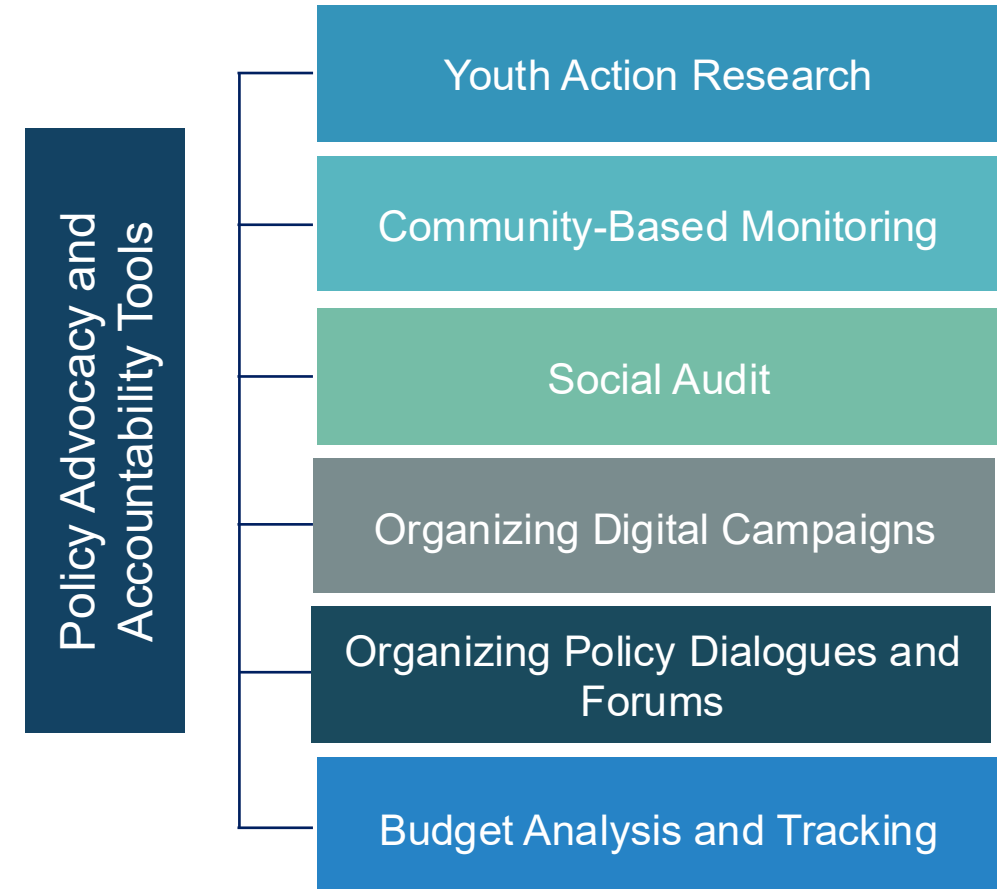 Policy Advocacy and
Accountability Tools
Youth Action Research
Community-Based Monitoring
Social Audit
Organizing Digital Campaigns
Organizing Policy Dialogues and
Forums
Budget Analysis and Tracking